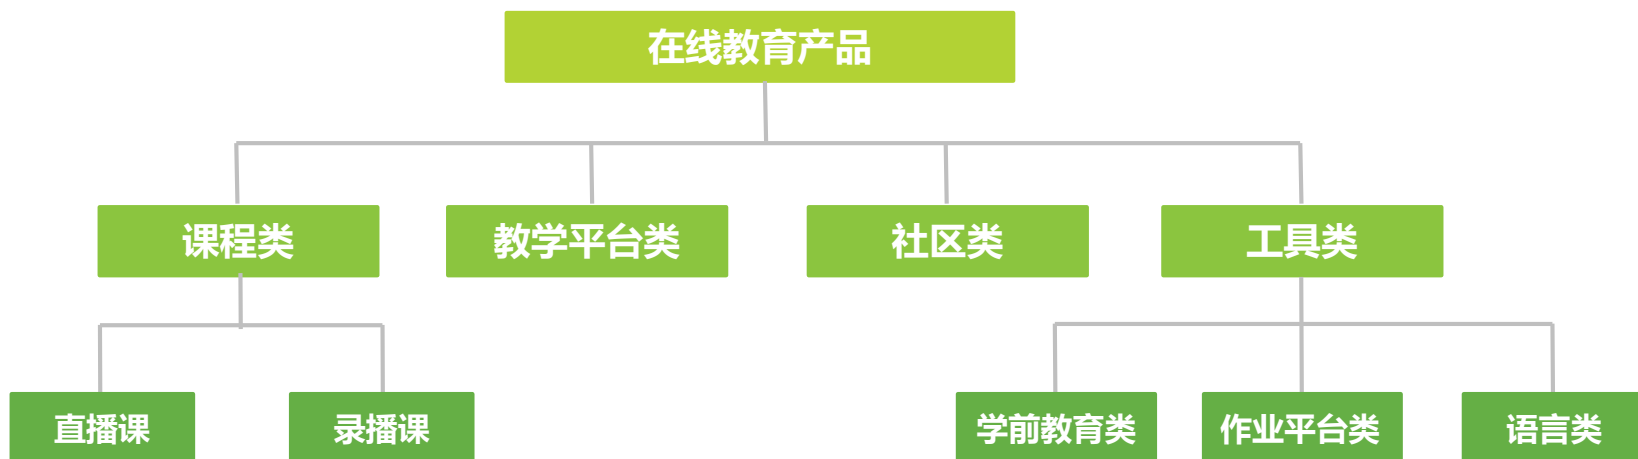 在线教育产品
课程类
教学平台类
社区类
工具类
直播课
录播课
学前教育类
作业平台类
语言类